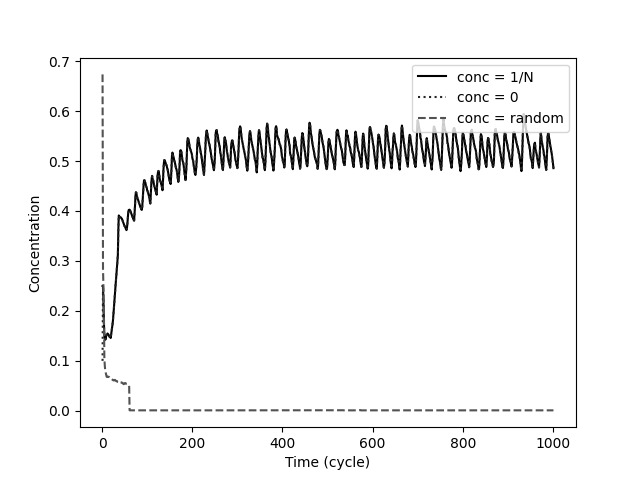 0.7
0.6
0.5
0.4
0.3
0.2
0.1
0.0
Concentration
conc = 1/N
conc = 0
conc = random
0
200
400
600
800
1000
Time (cycle)